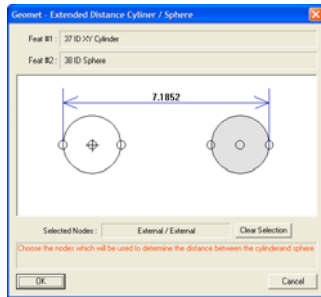 Geomet - Extended Distance Cyliner / Sphere
Feat #1 : 37 ID XY Cylinder
Feat #2 : 38 ID Sphere
7.1852
Selected Nodes : External / External Clear Selection
Choose the nodes which will be used to detemine the distance between the cylinderand sphere.
OK Cancel